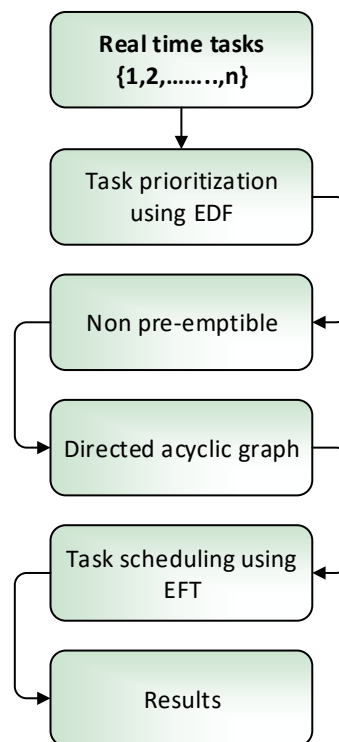 Real time tasks
{1,2,........,n}
Task prioritization
using EDF
Non pre-emptible
Directed acyclic graph
Task scheduling using
EFT
Results